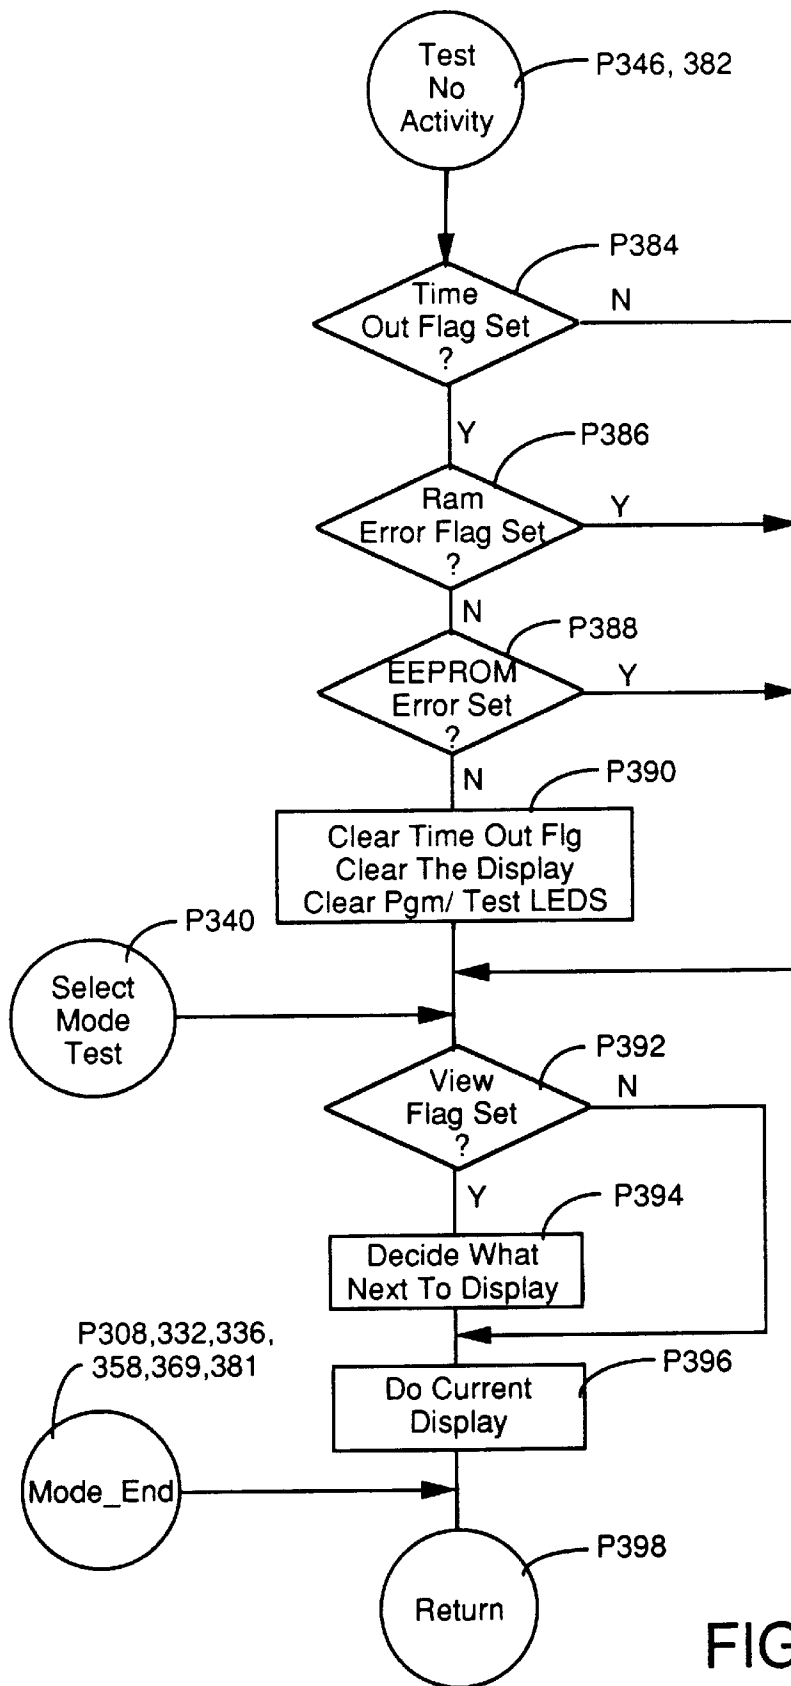 Test
No
Activity
P346, 382
P384
Time
Out Flag Set
?
N
Y
P386
Ram
Error Flag Set
?
Y
N
P388
EEPROM
Error Set
?
Y
N
P390
Clear Time Out Flg
Clear The Display
Clear Pgm/ Test LEDS
P340
Select
Mode
Test
P392
View
Flag Set
?
N
Y
P394
Decide What
Next To Display
P308,332,336,
358,369,381
P396
Do Current
Display
Mode_End
P398
Return
FIG